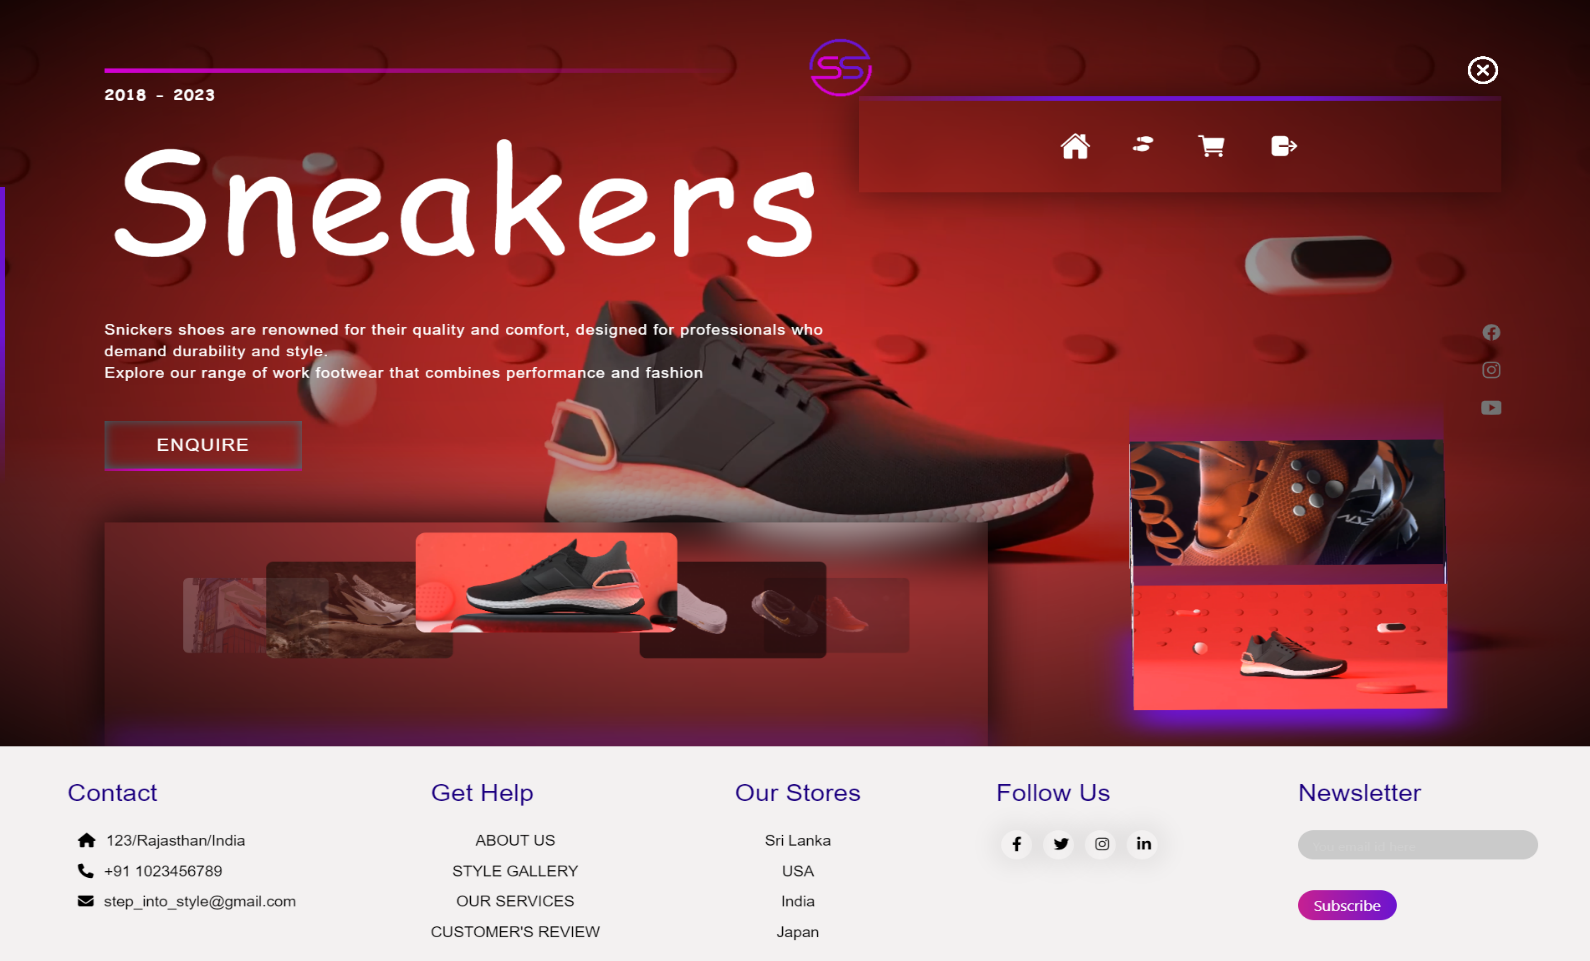 SS
2018 - 2023
Sneakers
Snickers shoes are renowned for their quality and comfort, designed for professionals who
demand durability and style.
Explore our range of work footwear that combines performance and fashion
ENQUIRE
Contact
123/Rajasthan/India
+91 1023456789
step_into_style@gmail.com
Get Help
ABOUT US
STYLE GALLERY
OUR SERVICES
CUSTOMER'S REVIEW
Our Stores
Sri Lanka
USA
India
Japan
Follow Us
Newsletter
Subscribe